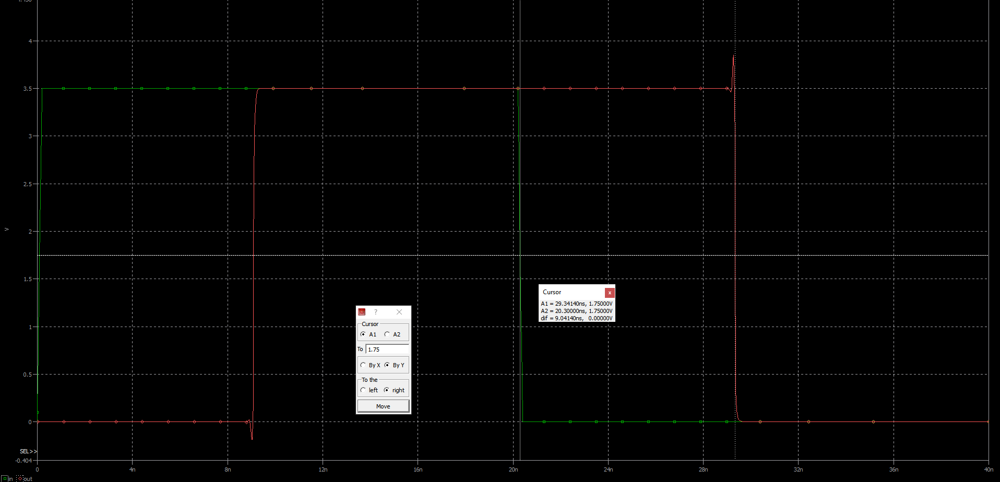 4
3.5
3
2.5
V
2
1.5
1
0.5
0
SEL>>
-0.404
0
4n
8n
12n
16n
20n
24n
28n
32n
36n
40n
in
out
?
Cursor
A1
A2
To
1.75
By X
By Y
To the
left
right
Move
Cursor
x
A1 = 29.34140ns, 1.75000V
A2 = 20.30000ns, 1.75000V
dif = 9.04140ns, 0.00000V